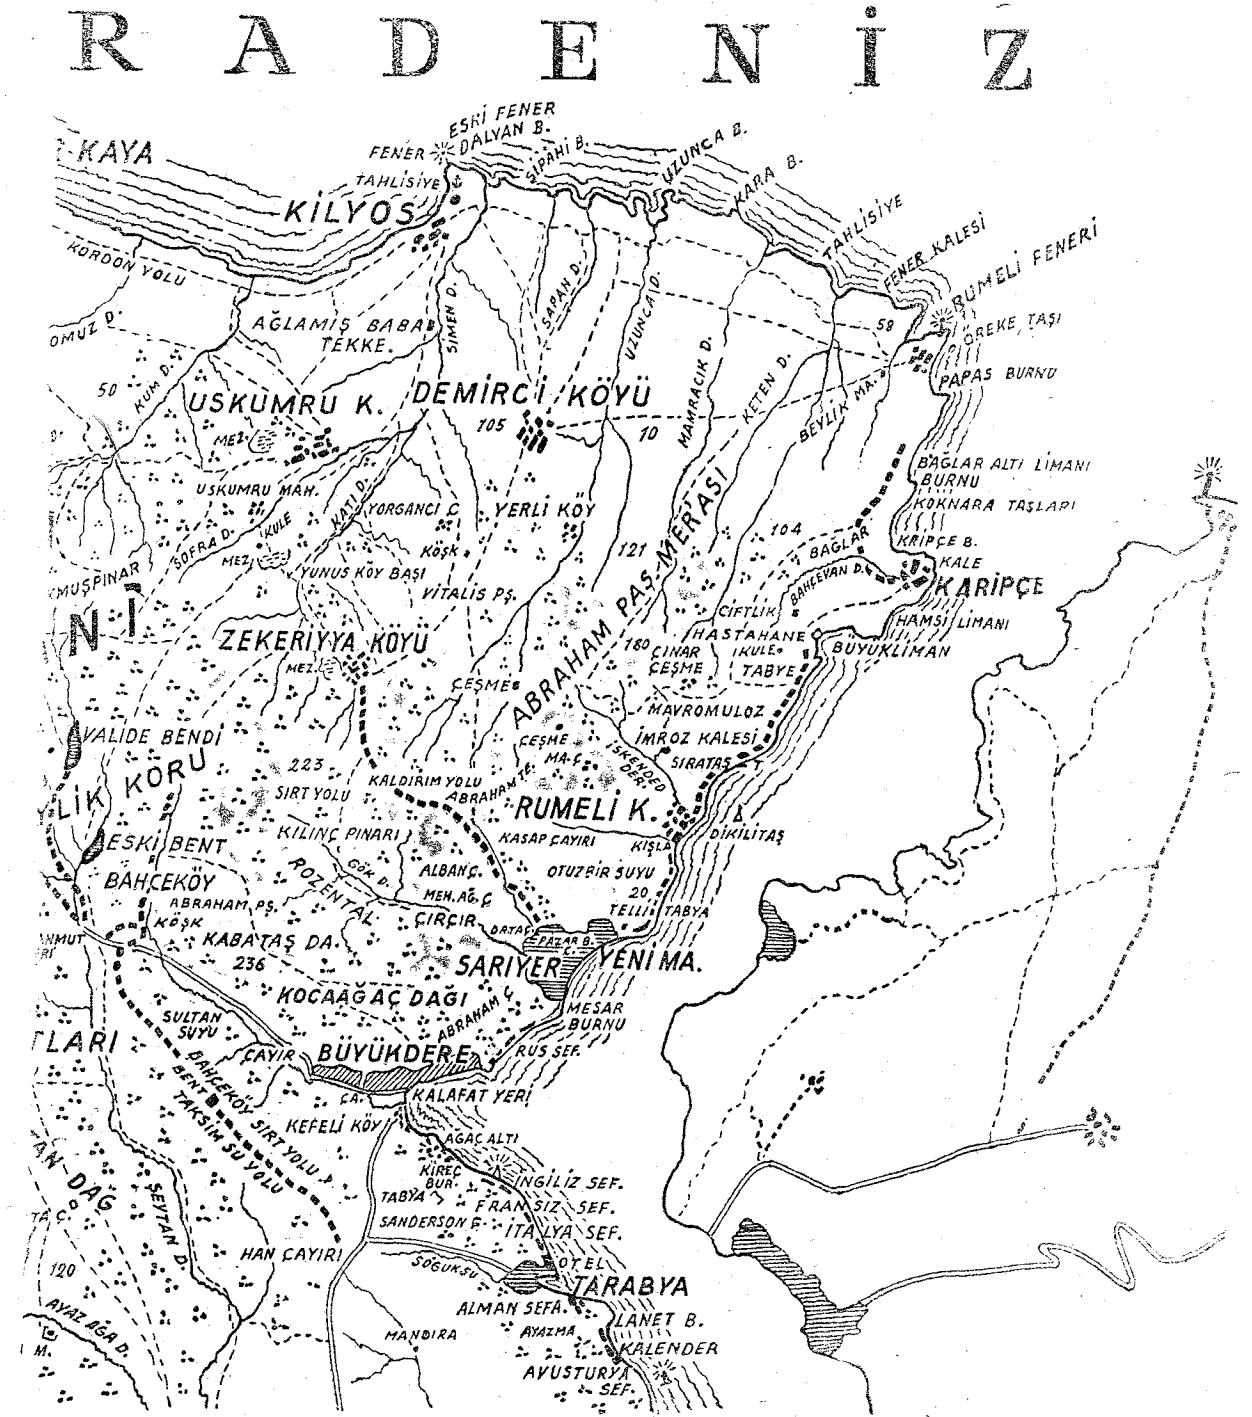 RADENİZ
KAYA
ESKİ FENER
DALYAN B.
FENER
TAHLİSİYE
SİPAHİ B.
UZUNCA B.
KARA B.
TAHLİSİYE
FENER KALESİ
RUMELİ FENERİ
KİLYOS
KORDON YOLU
OMUZ D.
AĞLAMIŞ BABA
TEKKE.
SİMEN D.
SAPAN D.
UZUNCA D.
58
ÖREKE TAŞI
PAPAS BURNU
50
KUM D.
USKUMRU K.
DEMİRCİ KÖYÜ
MAMRACIK D.
KETEN D.
BEYLİK MA.
MEZ.
105
10
BAĞLAR ALTI LİMANI
BURNU
USKUMRU MAH.
KATI D.
YORGANCI Ç.
YERLİ KÖY
KOKNARA TAŞLARI
SOFRA D.
KULE
104
121
KÖŞK
BAĞLAR
KRİPÇE B.
KALE
MEZ.
YUNUS KÖY BAŞI
MUŞPINAR
VİTALİS PŞ.
ABRAHAM PAŞ MER'ASI
BAHÇEVAN D.
KARİPÇE
Nİ
ÇİFTLİK
HAMSİ LİMANI
ZEKERİYYA KÖYÜ
HASTAHANE
180
ÇINAR
ÇEŞME
KULE
TABYE
BÜYÜKLİMAN
MEZ.
ÇEŞME
MAVROMULOZ
VALİDE BENDİ
ÇEŞME
MA.Ç.
İMROZ KALESİ
SIRATAŞ
LİK KORU
223
SIRT YOLU
KALDIRIM YOLU
ABRAHAM TE.
RUMELİ K.
ESKİ BENT
KILINÇ PINARI
KASAP ÇAYIRI
KIŞLA
DİKİLİTAŞ
BAHÇEKÖY
ROZENTAL
GÖK D.
ALBAN Ç.
OTUZBİR SUYU
20
ABRAHAM PŞ.
KÖŞK
MEH. AĞ. Ç
TELLİ TABYA
ÇIRÇIR
KABATAŞ DA.
236
PAZAR B.
SARIYER
YENİ MA.
KOCAAĞAÇ DAĞI
ABRAHAM Ç.
MESAR
BURNU
SULTAN
SUYU
TLARI
ÇAYIR
BÜYÜKDERE
RUS SEF.
BAHÇEKÖY SIRT YOLU
BENT
TAKSİM SU YOLU
ÇA.
KALAFAT YERİ
KEFELİ KÖY
AĞAÇ ALTI
KİREÇ
BUR.
İNGİLİZ SEF.
TABYA
FRANSIZ SEF.
TAN DAĞ
ŞEYTAN D.
SANDERSON Ç.
İTALYA SEF.
HAN ÇAYIRI
SOĞUKSU
OTEL
TARABYA
120
ALMAN SEFA.
LANET B.
AYAZ AĞA D.
MANDIRA
AYAZMA
KALENDER
M.
AVUSTURYA
SEF.